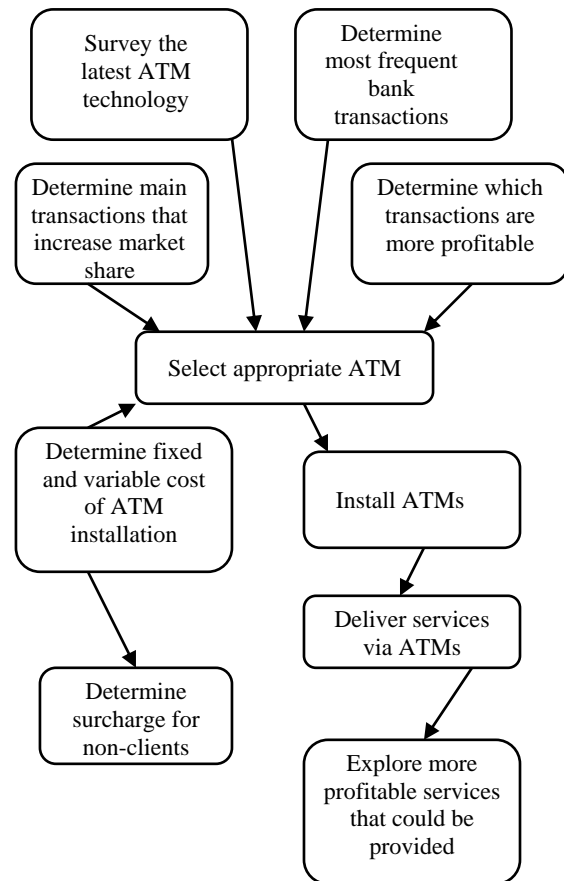 Survey the
latest ATM
technology
Determine
most frequent
bank
transactions
Determine main
transactions that
increase market
share
Determine which
transactions are
more profitable
Select appropriate ATM
Determine fixed
and variable cost
of ATM
installation
Install ATMs
Deliver services
via ATMs
Determine
surcharge for
non-clients
Explore more
profitable services
that could be
provided